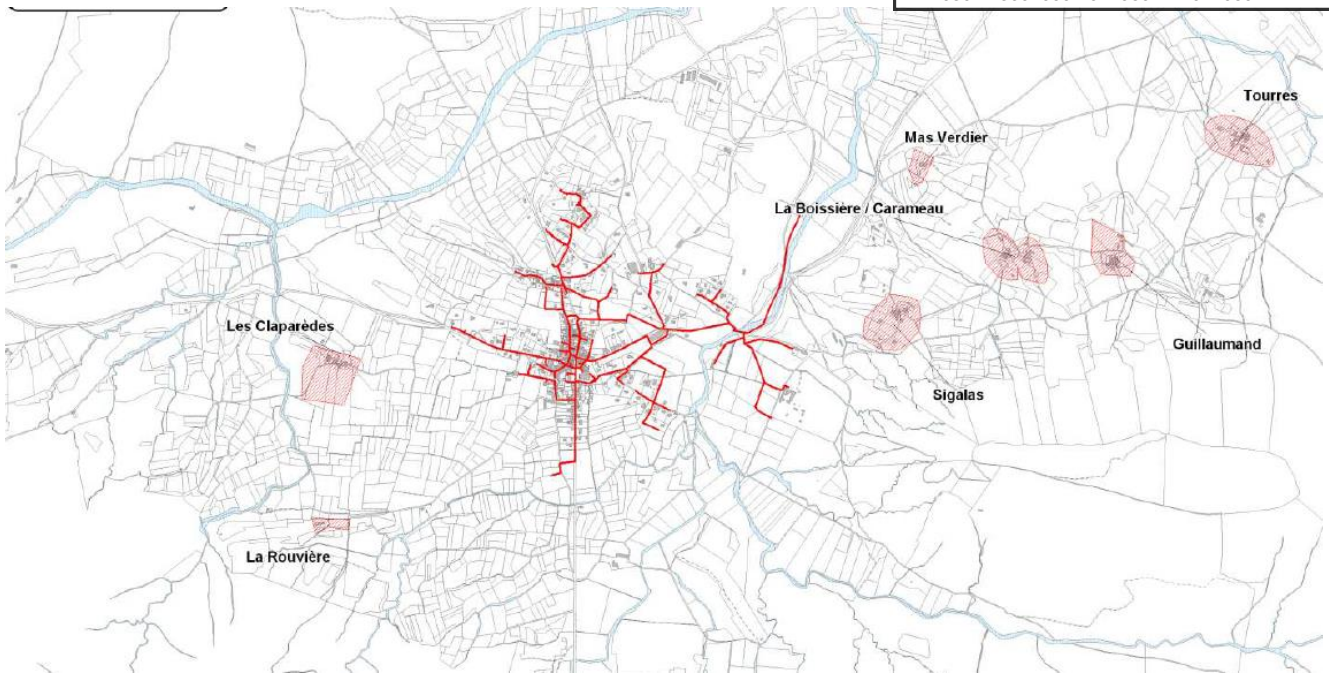 Tourres
Mas Verdier
La Boissière / Carameau
Les Claparèdes
Guillaumand
Sigalas
La Rouvière